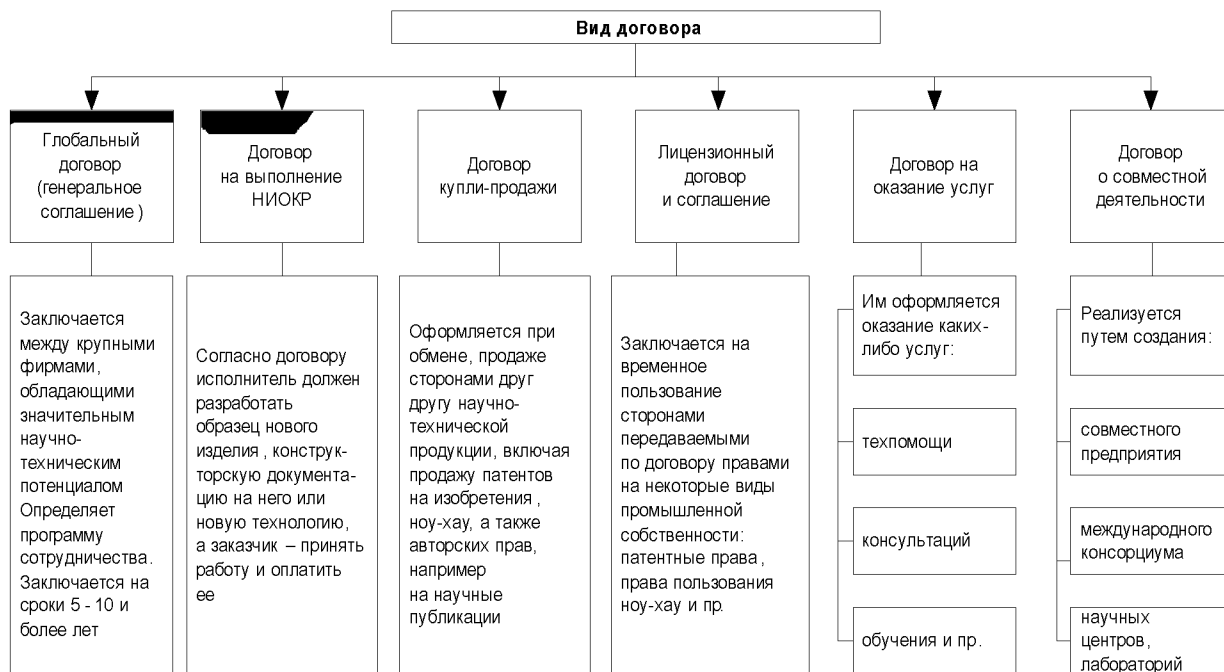 Вид договора
Глобальный
договор
(генеральное
соглашение )
Договор
на выполнение
НИОКР
Договор
купли-продажи
Лицензионный
договор
и соглашение
Договор на
оказание услуг
Договор
о совместной
деятельности
Заключается
между крупными
фирмами,
обладающими
значительным
научно-
техническим
потенциалом
Определяет
программу
сотрудничества.
Заключается на
сроки 5 - 10 и
более лет
Согласно договору
исполнитель должен
разработать
образец нового
изделия , конструк-
торскую документа-
цию на него или
новую технологию,
а заказчик – принять
работу и оплатить
ее
Оформляется при
обмене, продаже
сторонами друг
другу научно-
технической
продукции, включая
продажу патентов
на изобретения ,
ноу-хау, а также
авторских прав,
например
на научные
публикации
Заключается на
временное
пользование
сторонами
передаваемыми
по договору правами
на некоторые виды
промышленной
собственности:
патентные права ,
права пользования
ноу-хау и пр.
Им оформляется
оказание каких-
либо услуг:
техпомощи
консультаций
обучения и пр.
Реализуется
путем создания:
совместного
предприятия
международного
консорциума
научных
центров ,
лабораторий